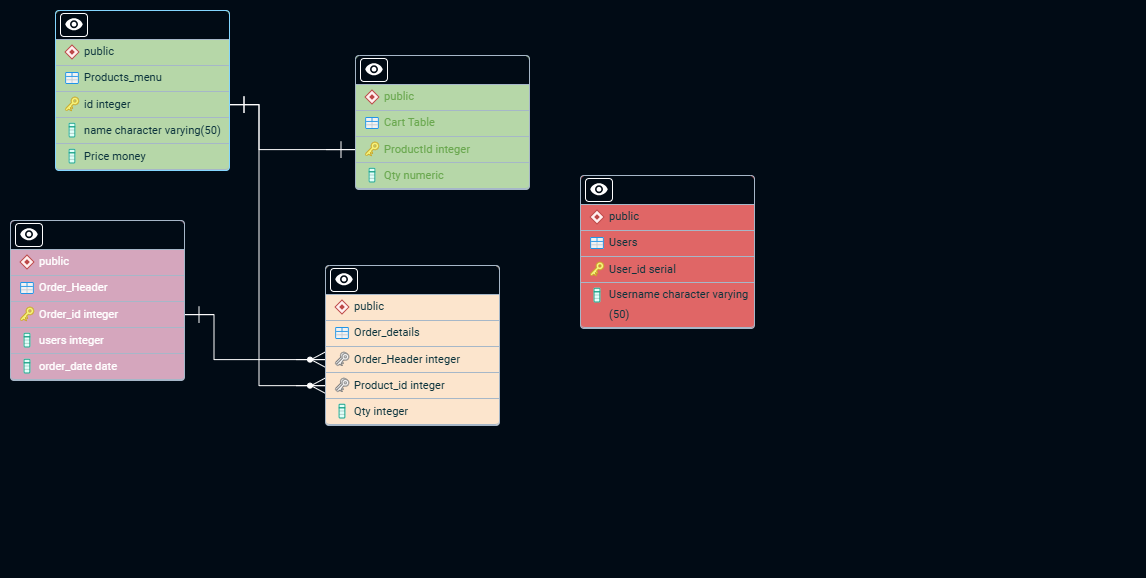 public
Products_menu
id integer
name character varying(50)
Price money
public
Cart Table
ProductId integer
Qty numeric
public
Users
User_id serial
Username character varying
(50)
public
Order_Header
Order_id integer
users integer
order_date date
public
Order_details
Order_Header integer
Product_id integer
Qty integer